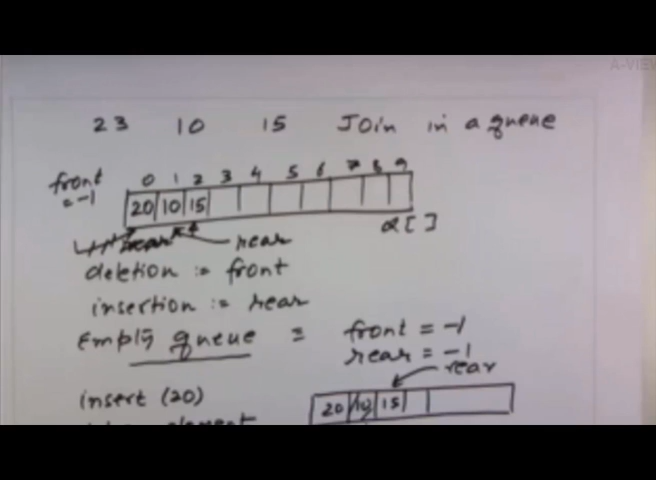 A-VIEW
23 10 15 Join in a queue
front = -1
0 1 2 3 4 5 6 7 8 9
20 10 15
rear
Q[ ]
deletion := front
insertion := rear
Empty queue = front = -1
rear = -1
rear
insert (20)
20 10 15
element